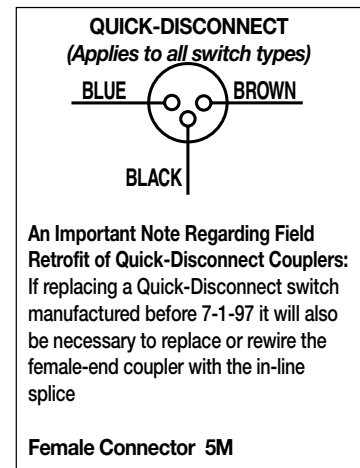 QUICK-DISCONNECT
(Applies to all switch types)
BLUE BROWN
BLACK
An Important Note Regarding Field
Retrofit of Quick-Disconnect Couplers:
If replacing a Quick-Disconnect switch
manufactured before 7-1-97 it will also
be necessary to replace or rewire the
female-end coupler with the in-line
splice
Female Connector 5M